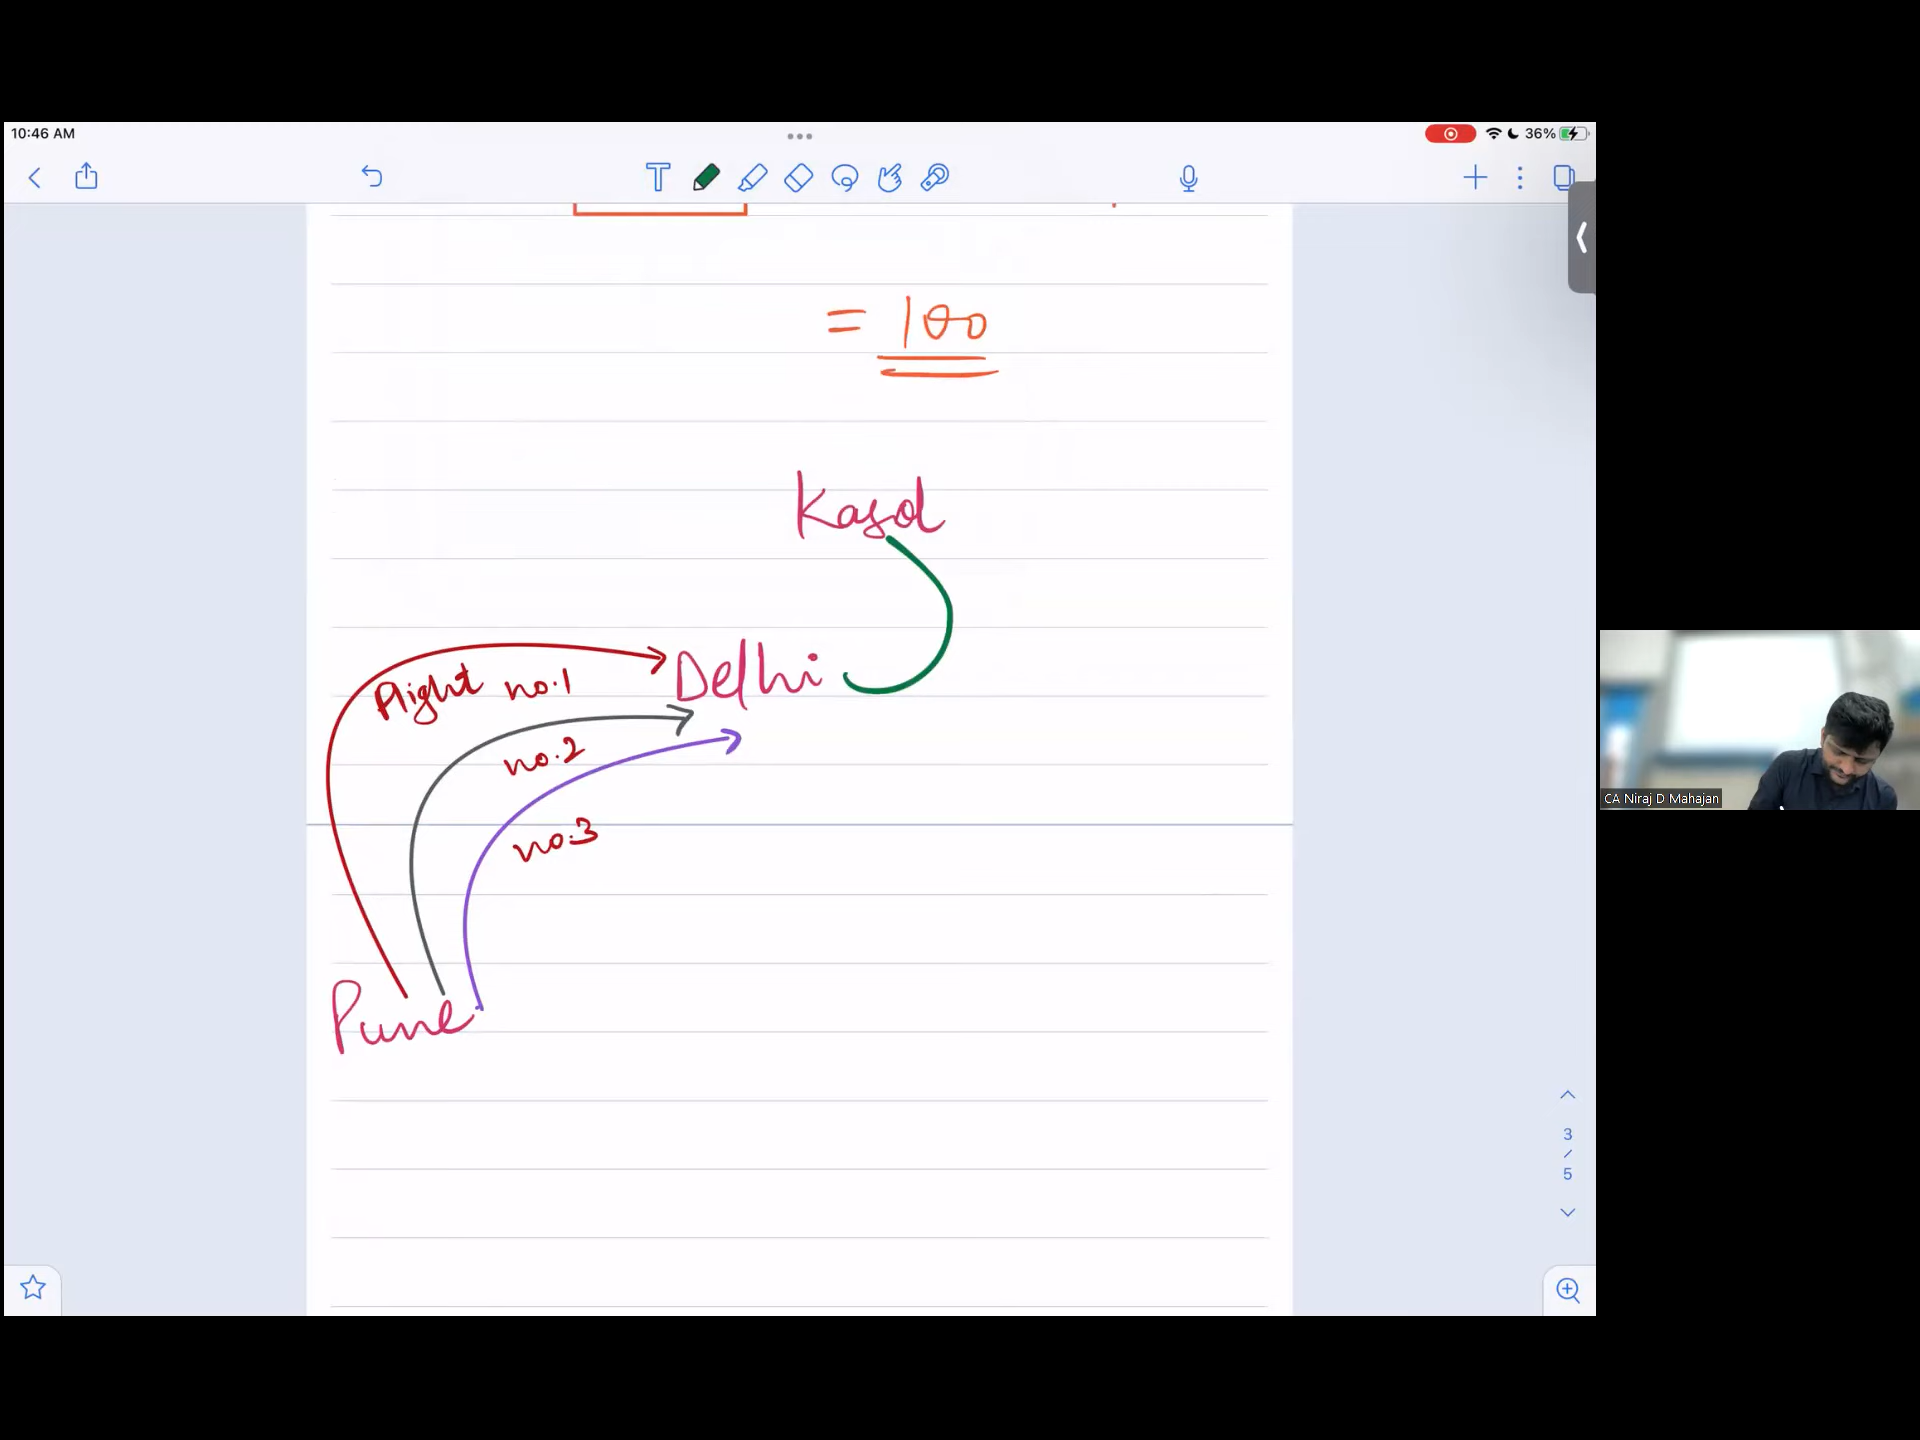 10:46 AM
36%
= 100
Kasol
Delhi
Flight no.1
no.2
no.3
Pune
3
/
5
CA Niraj D Mahajan